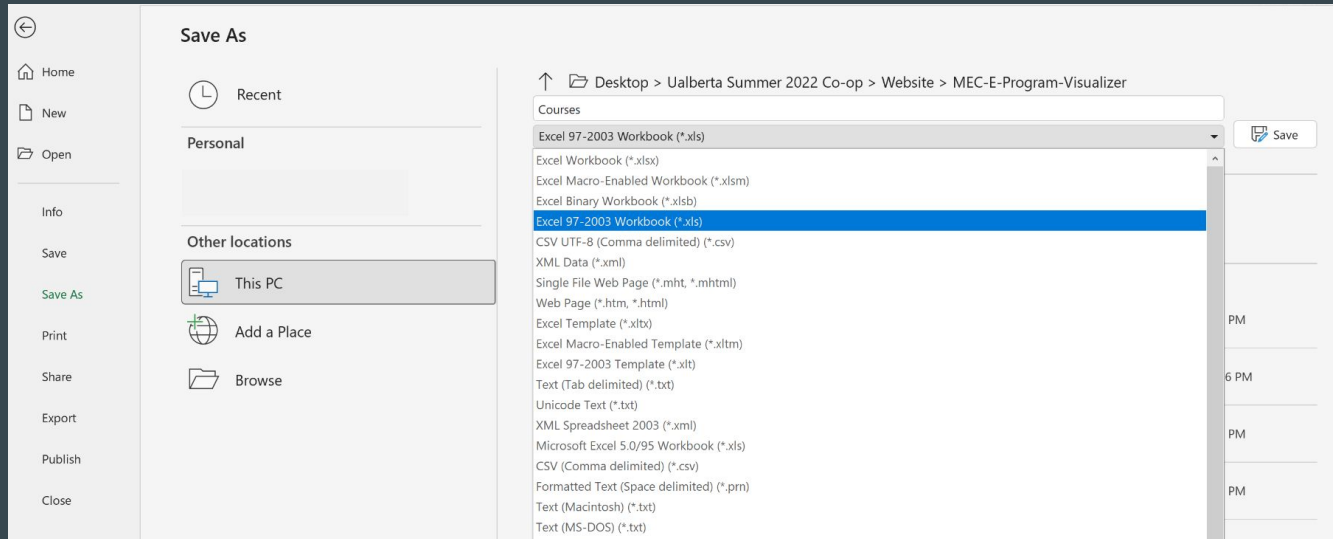 Save As
Home
New
Open
Info
Save
Save As
Print
Share
Export
Publish
Close
Recent
Personal
Other locations
This PC
Add a Place
Browse
Desktop > Ualberta Summer 2022 Co-op > Website > MEC-E-Program-Visualizer
Courses
Excel 97-2003 Workbook (*.xls)
Save
Excel Workbook (*.xlsx)
Excel Macro-Enabled Workbook (*.xlsm)
Excel Binary Workbook (*.xlsb)
Excel 97-2003 Workbook (*.xls)
CSV UTF-8 (Comma delimited) (*.csv)
XML Data (*.xml)
Single File Web Page (*.mht, *.mhtml)
Web Page (*.htm, *.html)
Excel Template (*.xltx)
Excel Macro-Enabled Template (*.xltm)
Excel 97-2003 Template (*.xlt)
Text (Tab delimited) (*.txt)
Unicode Text (*.txt)
XML Spreadsheet 2003 (*.xml)
Microsoft Excel 5.0/95 Workbook (*.xls)
CSV (Comma delimited) (*.csv)
Formatted Text (Space delimited) (*.prn)
Text (Macintosh) (*.txt)
Text (MS-DOS) (*.txt)
PM
6 PM
PM
PM